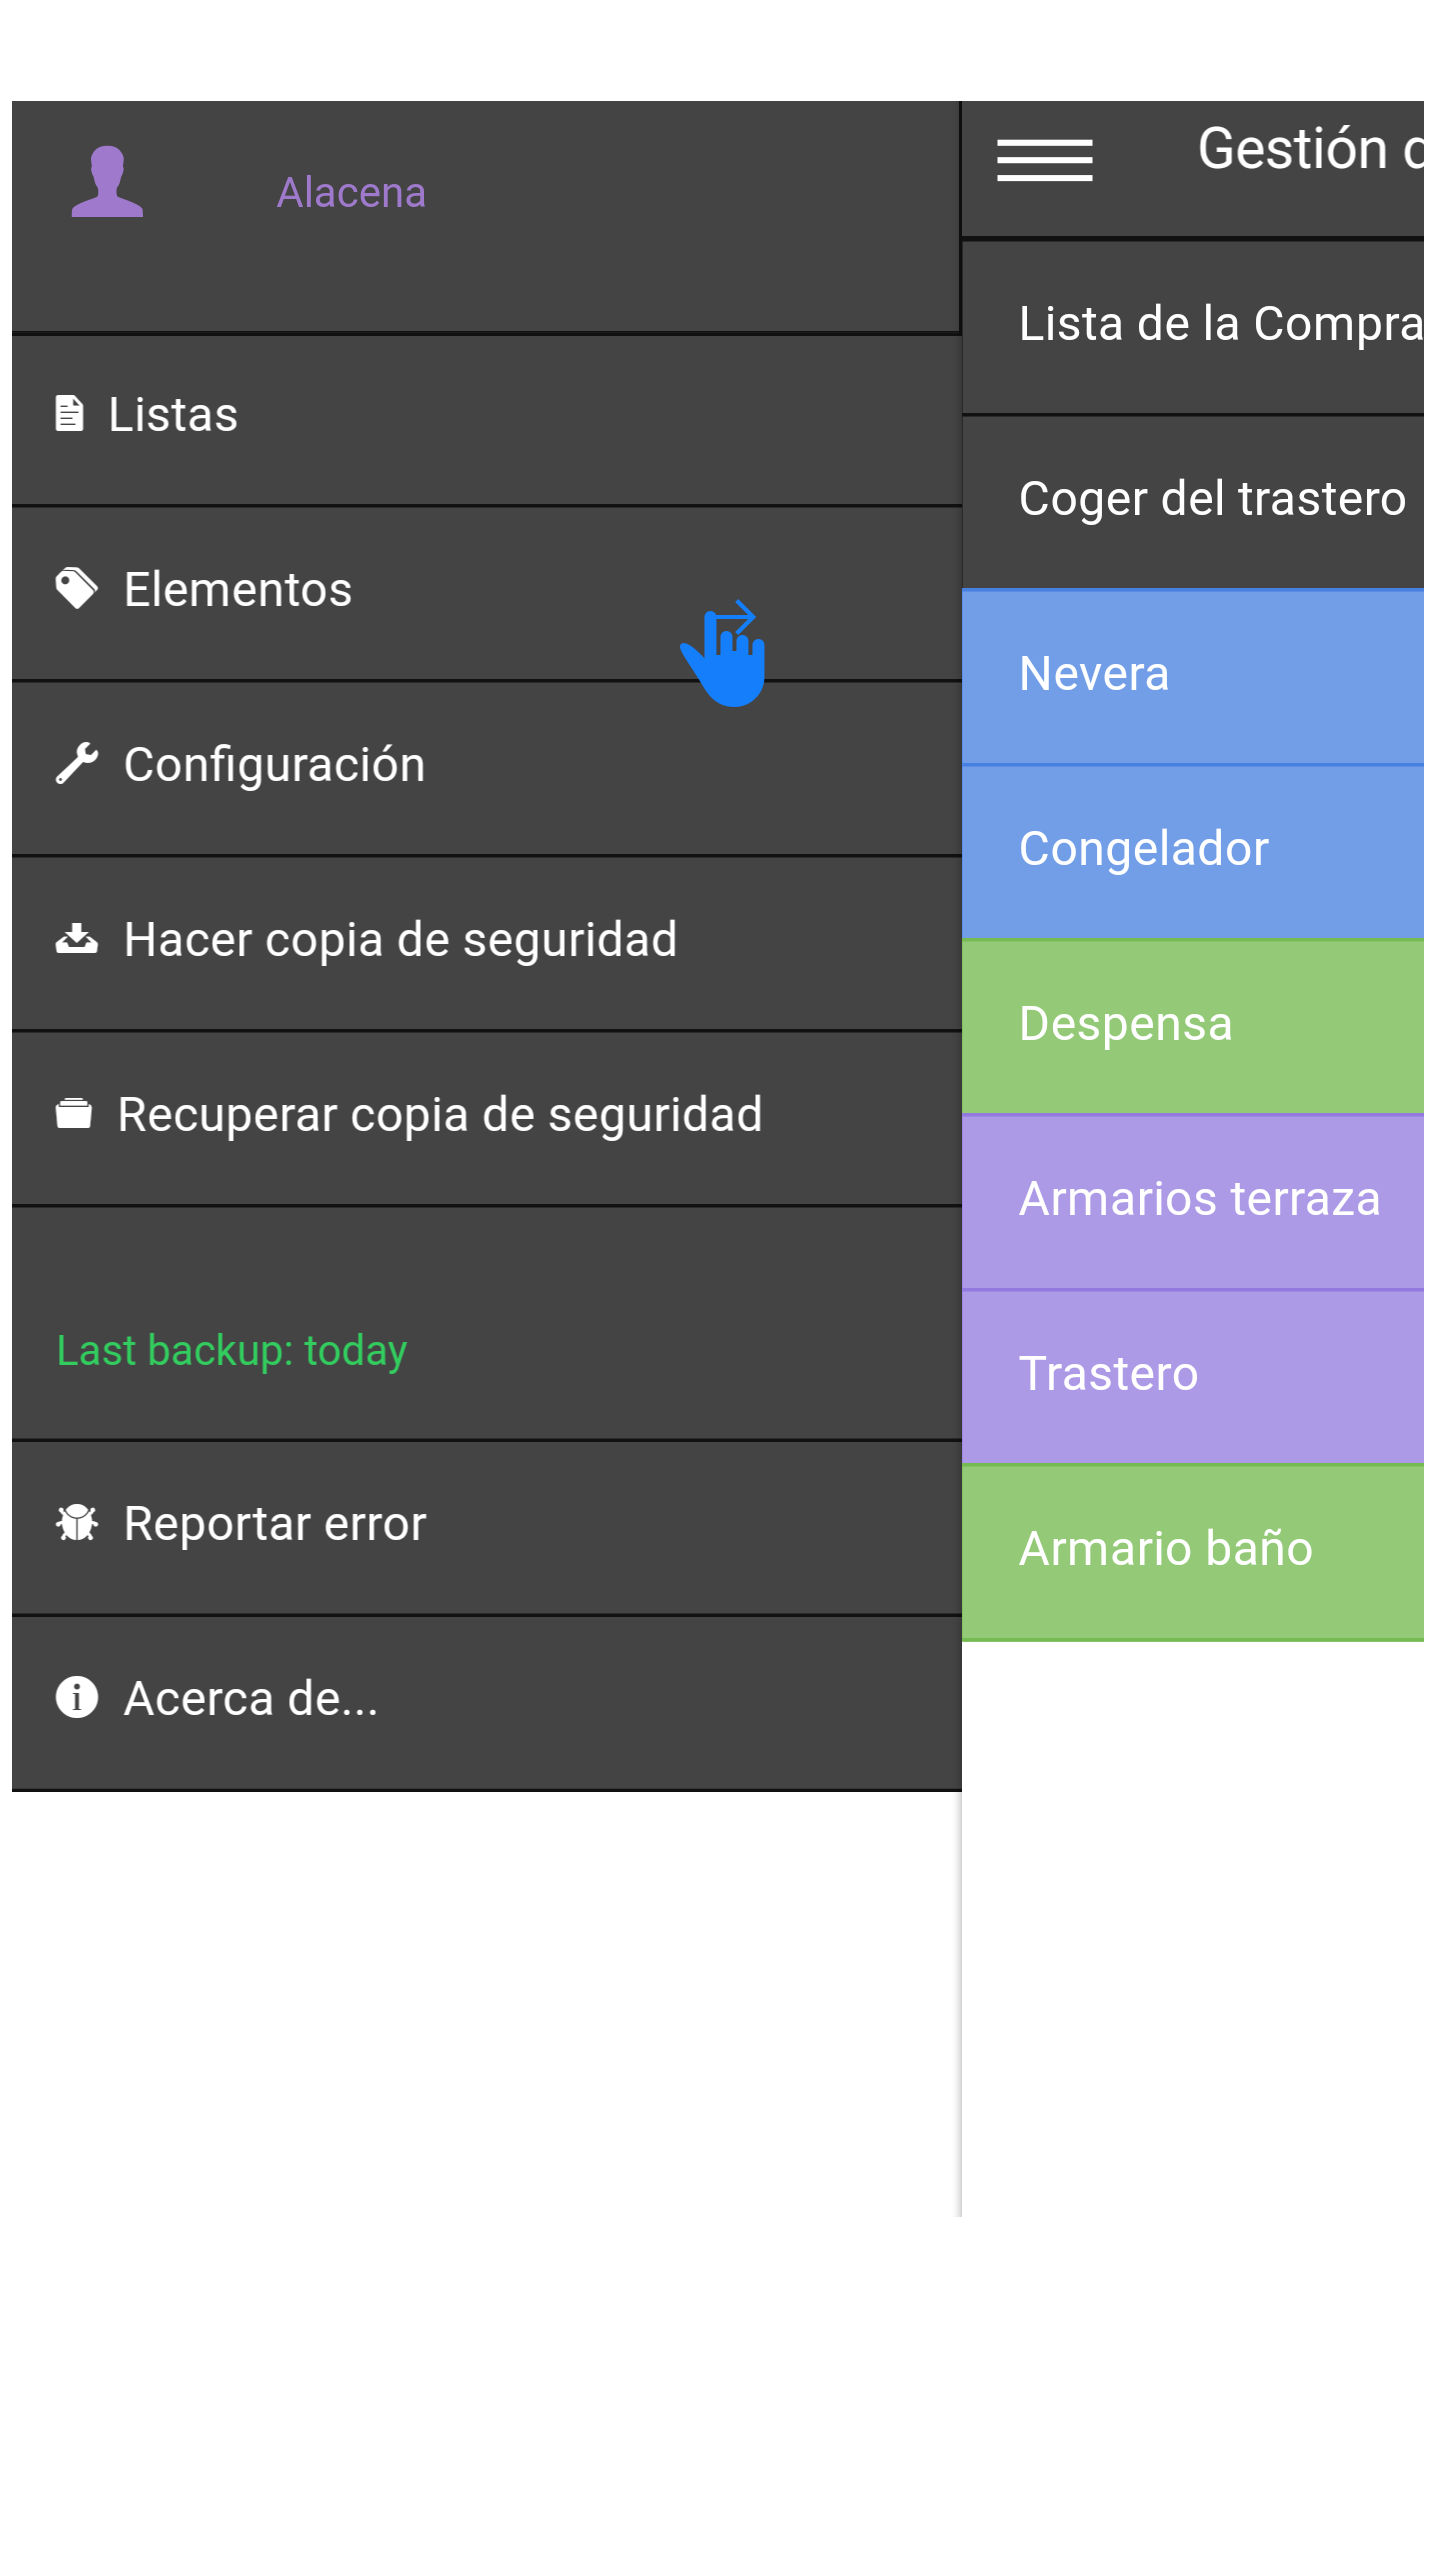 Alacena
Listas
Elementos
Configuración
Hacer copia de seguridad
Recuperar copia de seguridad
Last backup: today
Reportar error
Acerca de...
Gestión
Lista de la Compra
Coger del trastero
Nevera
Congelador
Despensa
Armarios terraza
Trastero
Armario baño